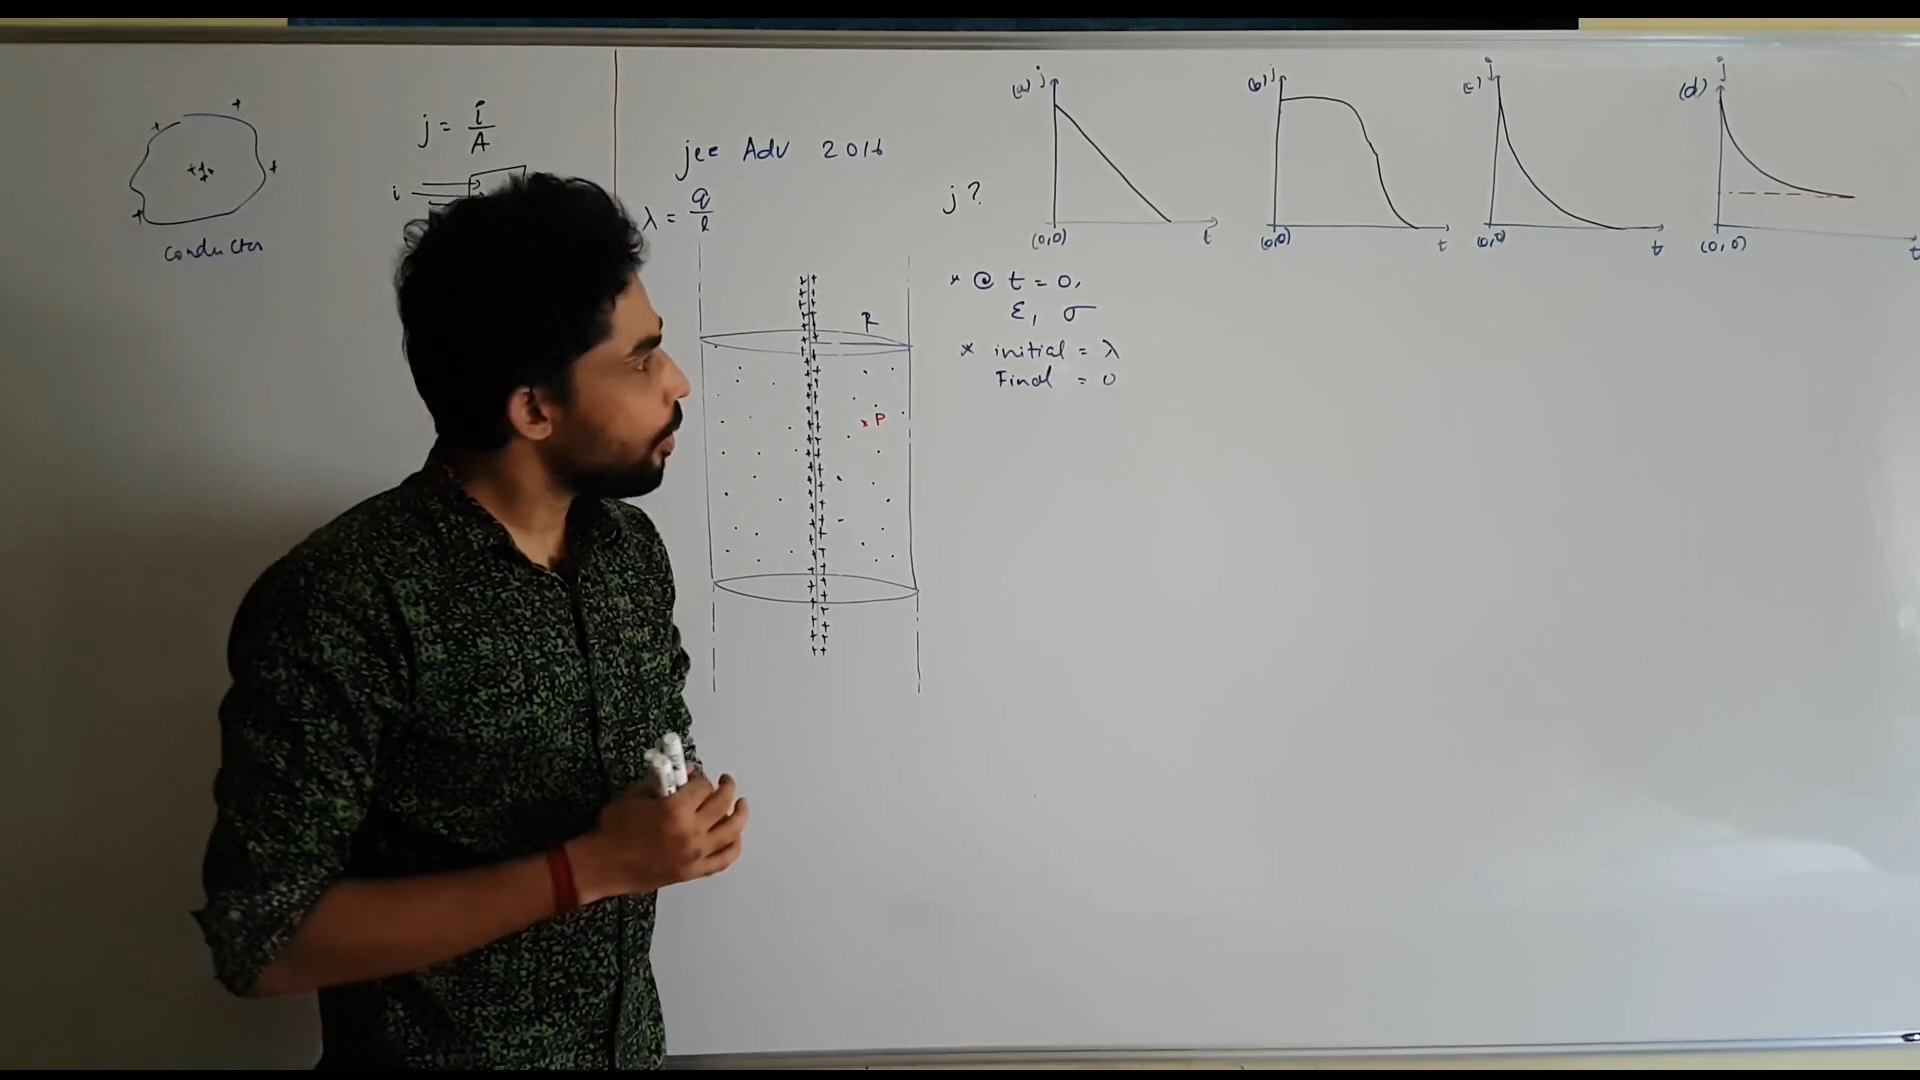 conductor
j = i/A
i
jee Adv 2016
λ = q/l
R
x P
j?
(a) j
(0,0)
t
(b) j
(0,0)
t
(c) j
(0,0)
t
(d) j
(0,0)
t
* @ t = 0,
ε, σ
* initial = λ
Final = 0